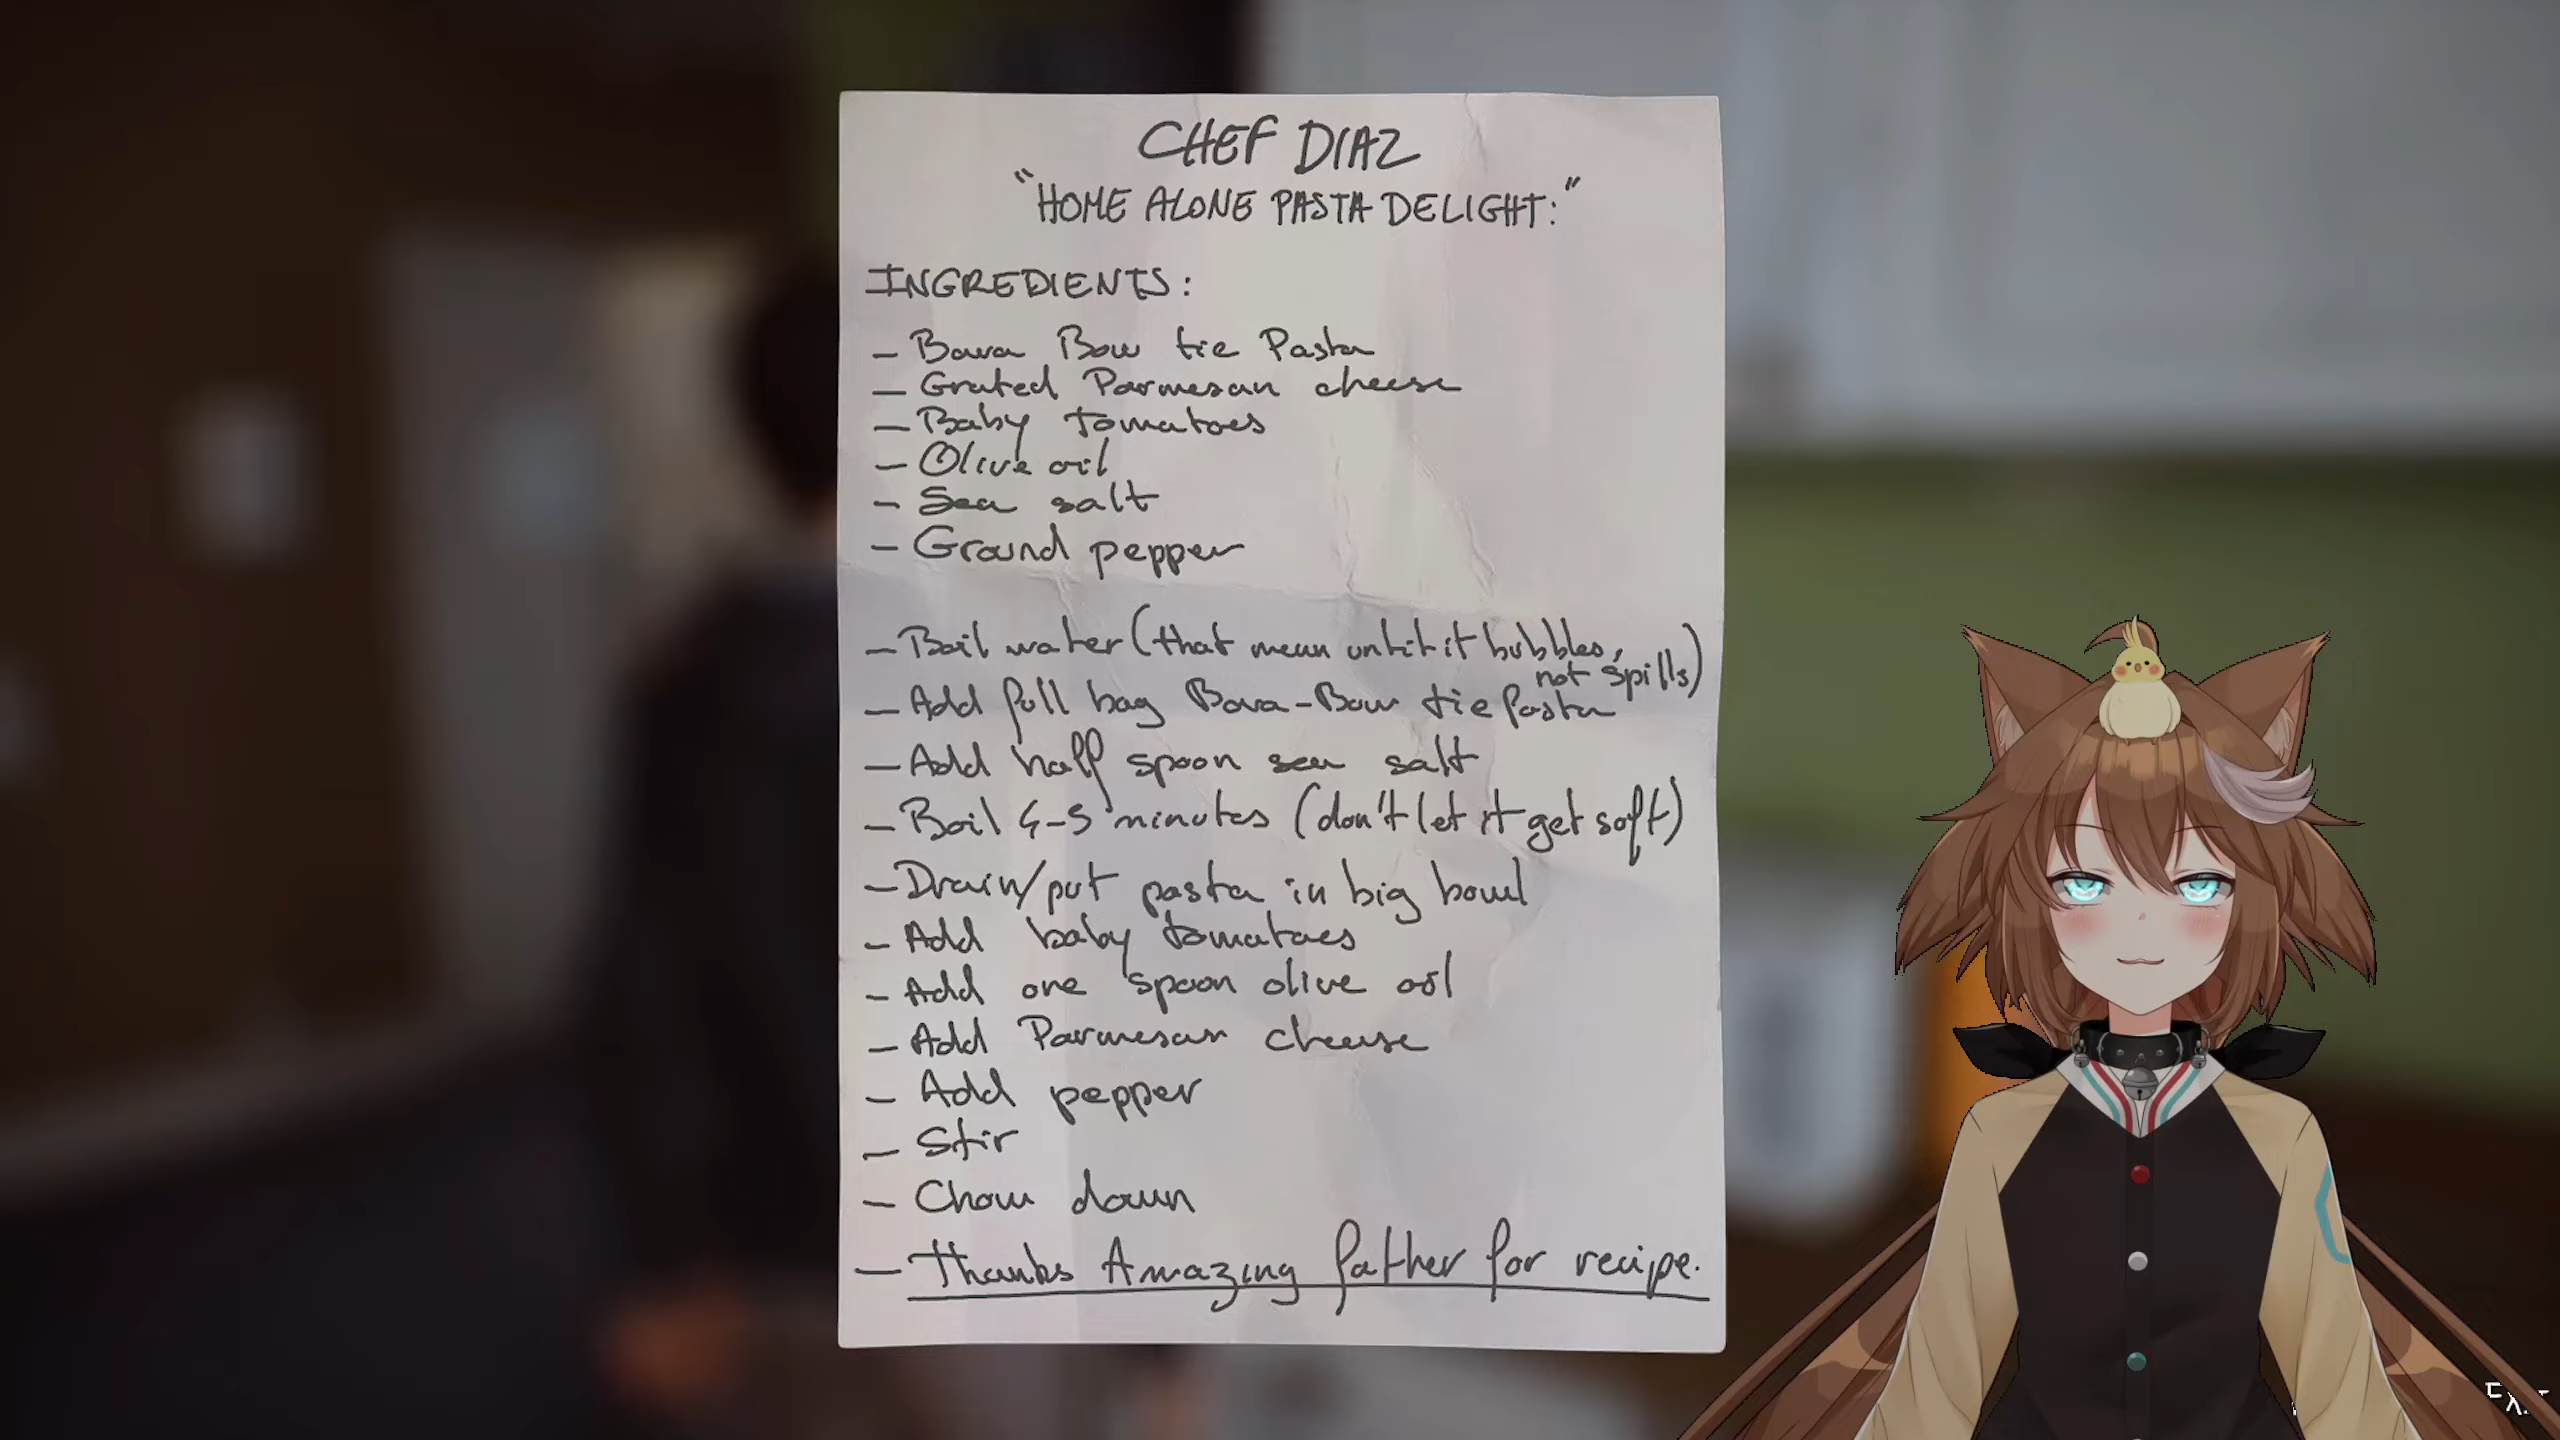 CHEF DIAZ
"HOME ALONE PASTA DELIGHT:"
INGREDIENTS:
- Bava Bow tie Pasta
- Grated Parmesan cheese
- Baby tomatoes
- Olive oil
- Sea salt
- Ground pepper
- Boil water (that mean until it bubbles, not spills)
- Add full bag Bava-Bow tie Pasta
- Add half spoon sea salt
- Boil 4-5 minutes (don't let it get soft)
- Drain/put pasta in big bowl
- Add baby tomatoes
- Add one spoon olive oil
- Add Parmesan cheese
- Add pepper
- Stir
- Chow down
- Thanks Amazing father for recipe.